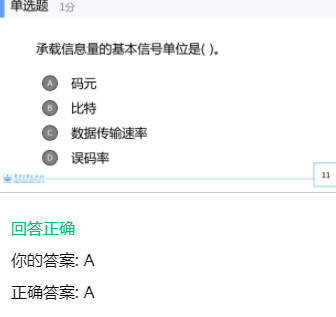 单选题 1分
承载信息量的基本信号单位是( )。
A 码元
B 比特
C 数据传输速率
D 误码率
11
回答正确
你的答案: A
正确答案: A